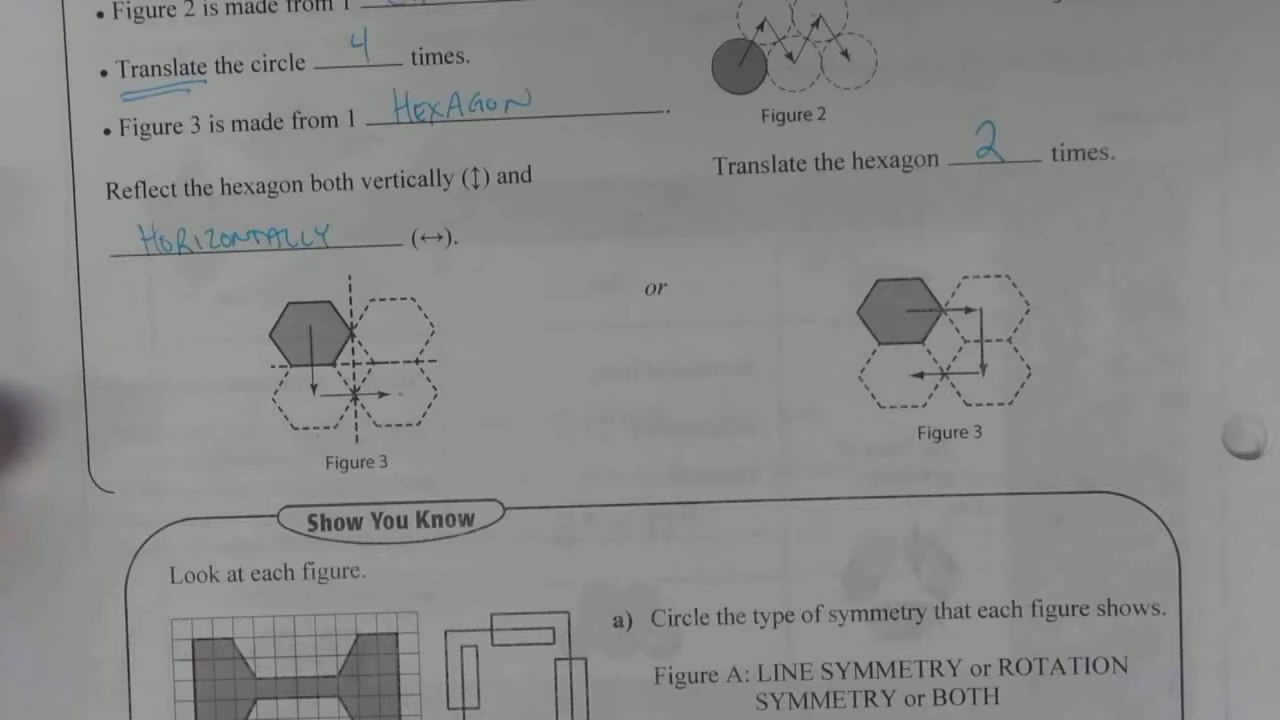 • Figure 2 is made from 1
• Translate the circle 4 times.
• Figure 3 is made from 1 HEXAGON.
Reflect the hexagon both vertically (↕) and
HORIZONTALLY (↔).
Figure 3
Figure 2
Translate the hexagon 2 times.
or
Figure 3
Show You Know
Look at each figure.
a) Circle the type of symmetry that each figure shows.
Figure A: LINE SYMMETRY or ROTATION
SYMMETRY or BOTH